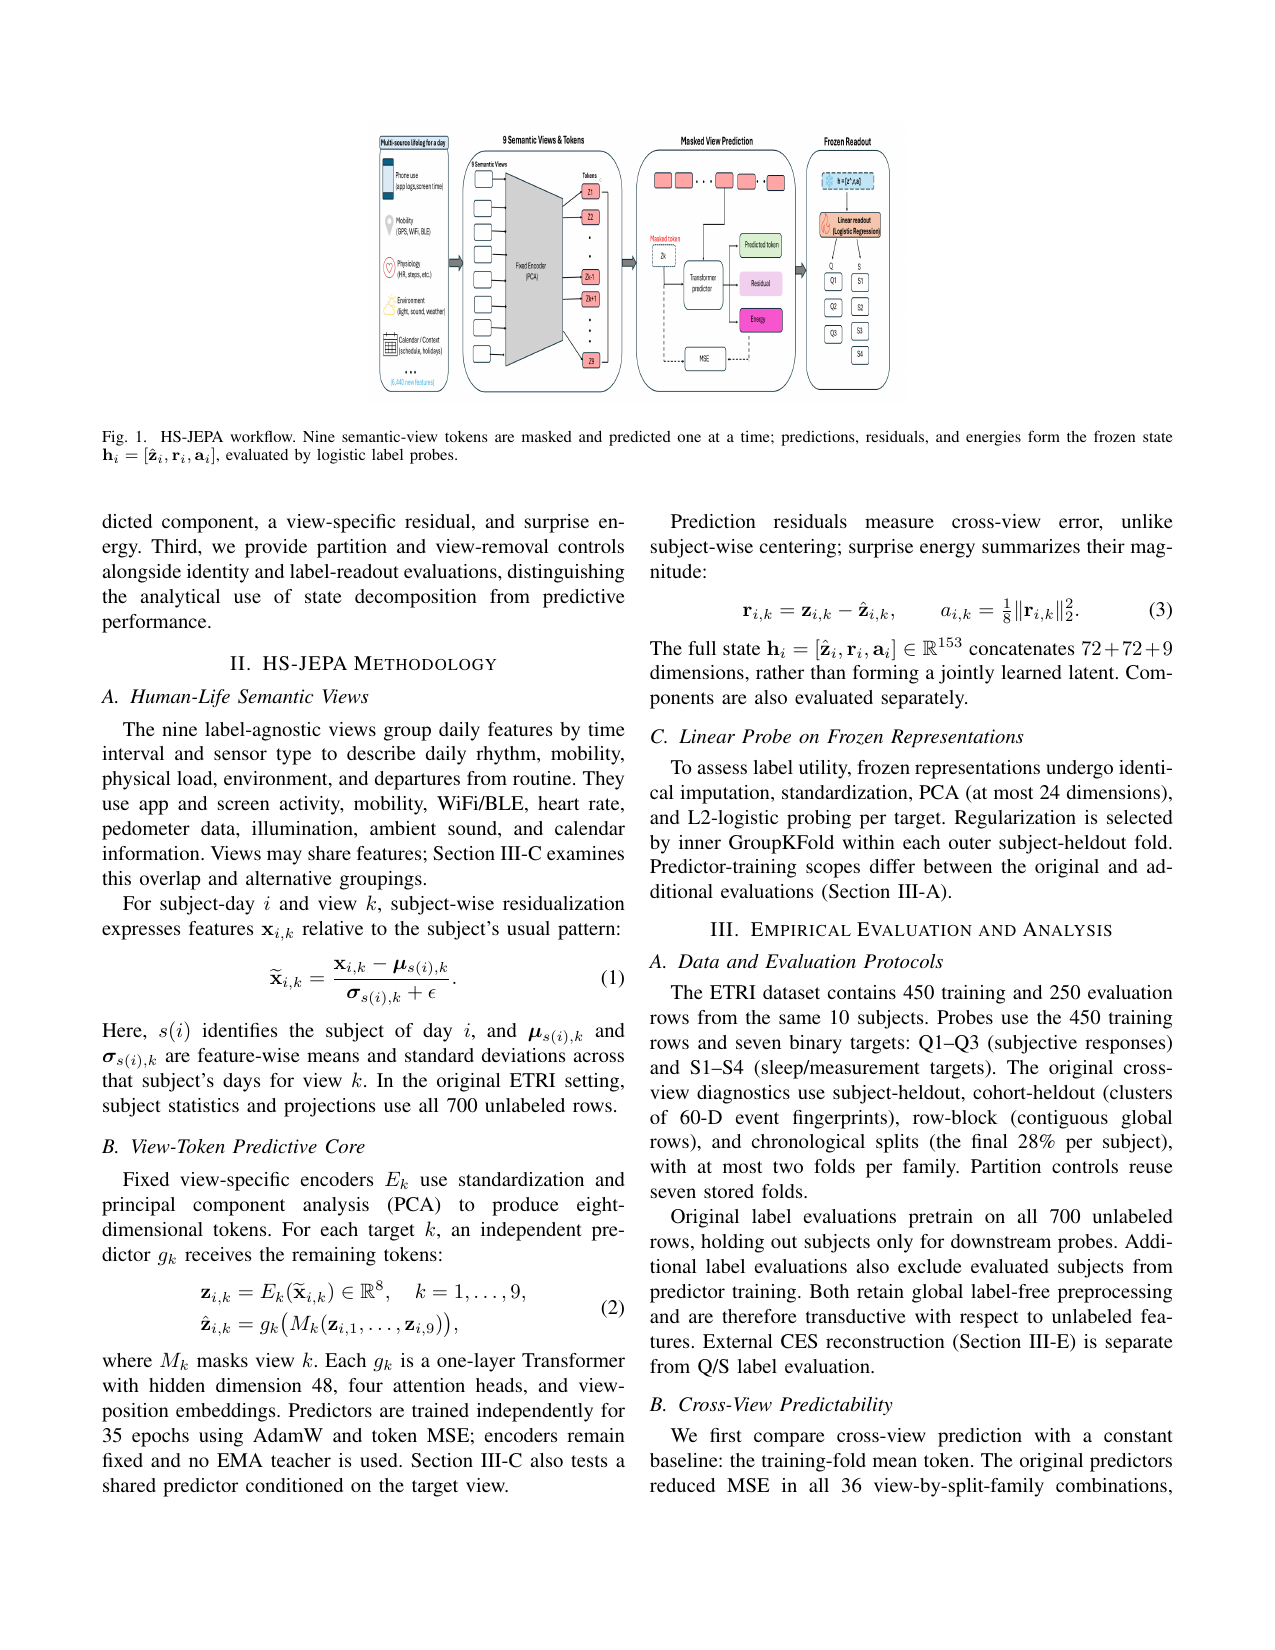 Multi-source lifelog for a day
Phone use
(app logs,screen time)
Mobility
(GPS, WiFi, BLE)
Physiology
(HR, steps, etc.)
Environment
(light, sound, weather)
Calendar / Context
(schedule, holidays)
• • •
(6,440 new features)
9 Semantic Views & Tokens
9 Semantic Views
Tokens
Fixed Encoder
(PCA)
Z1
Z2
Zk-1
Zk+1
Z9
Masked View Prediction
Masked token
Zk
Transformer
predictor
Predicted token
Residual
Energy
MSE
Frozen Readout
h = [z^,r,a]
Linear readout
(Logistic Regression)
Q S
Q1 S1
Q2 S2
Q3 S3
S4
Fig. 1. HS-JEPA workflow. Nine semantic-view tokens are masked and predicted one at a time; predictions, residuals, and energies form the frozen state
hᵢ = [ẑᵢ, rᵢ, aᵢ], evaluated by logistic label probes.
dicted component, a view-specific residual, and surprise en-
ergy. Third, we provide partition and view-removal controls
alongside identity and label-readout evaluations, distinguishing
the analytical use of state decomposition from predictive
performance.
II. HS-JEPA METHODOLOGY
A. Human-Life Semantic Views
The nine label-agnostic views group daily features by time
interval and sensor type to describe daily rhythm, mobility,
physical load, environment, and departures from routine. They
use app and screen activity, mobility, WiFi/BLE, heart rate,
pedometer data, illumination, ambient sound, and calendar
information. Views may share features; Section III-C examines
this overlap and alternative groupings.
For subject-day i and view k, subject-wise residualization
expresses features x_{i,k} relative to the subject's usual pattern:
x̃_{i,k} = (x_{i,k} − μ_{s(i),k}) / (σ_{s(i),k} + ϵ). (1)
Here, s(i) identifies the subject of day i, and μ_{s(i),k} and
σ_{s(i),k} are feature-wise means and standard deviations across
that subject's days for view k. In the original ETRI setting,
subject statistics and projections use all 700 unlabeled rows.
B. View-Token Predictive Core
Fixed view-specific encoders E_k use standardization and
principal component analysis (PCA) to produce eight-
dimensional tokens. For each target k, an independent pre-
dictor g_k receives the remaining tokens:
z_{i,k} = E_k(x̃_{i,k}) ∈ ℝ⁸, k = 1, . . . , 9,
ẑ_{i,k} = g_k(M_k(z_{i,1}, . . . , z_{i,9})), (2)
where M_k masks view k. Each g_k is a one-layer Transformer
with hidden dimension 48, four attention heads, and view-
position embeddings. Predictors are trained independently for
35 epochs using AdamW and token MSE; encoders remain
fixed and no EMA teacher is used. Section III-C also tests a
shared predictor conditioned on the target view.
Prediction residuals measure cross-view error, unlike
subject-wise centering; surprise energy summarizes their mag-
nitude:
r_{i,k} = z_{i,k} − ẑ_{i,k}, a_{i,k} = ⅛‖r_{i,k}‖₂². (3)
The full state hᵢ = [ẑᵢ, rᵢ, aᵢ] ∈ ℝ¹⁵³ concatenates 72+72+9
dimensions, rather than forming a jointly learned latent. Com-
ponents are also evaluated separately.
C. Linear Probe on Frozen Representations
To assess label utility, frozen representations undergo identi-
cal imputation, standardization, PCA (at most 24 dimensions),
and L2-logistic probing per target. Regularization is selected
by inner GroupKFold within each outer subject-heldout fold.
Predictor-training scopes differ between the original and ad-
ditional evaluations (Section III-A).
III. EMPIRICAL EVALUATION AND ANALYSIS
A. Data and Evaluation Protocols
The ETRI dataset contains 450 training and 250 evaluation
rows from the same 10 subjects. Probes use the 450 training
rows and seven binary targets: Q1–Q3 (subjective responses)
and S1–S4 (sleep/measurement targets). The original cross-
view diagnostics use subject-heldout, cohort-heldout (clusters
of 60-D event fingerprints), row-block (contiguous global
rows), and chronological splits (the final 28% per subject),
with at most two folds per family. Partition controls reuse
seven stored folds.
Original label evaluations pretrain on all 700 unlabeled
rows, holding out subjects only for downstream probes. Addi-
tional label evaluations also exclude evaluated subjects from
predictor training. Both retain global label-free preprocessing
and are therefore transductive with respect to unlabeled fea-
tures. External CES reconstruction (Section III-E) is separate
from Q/S label evaluation.
B. Cross-View Predictability
We first compare cross-view prediction with a constant
baseline: the training-fold mean token. The original predictors
reduced MSE in all 36 view-by-split-family combinations,